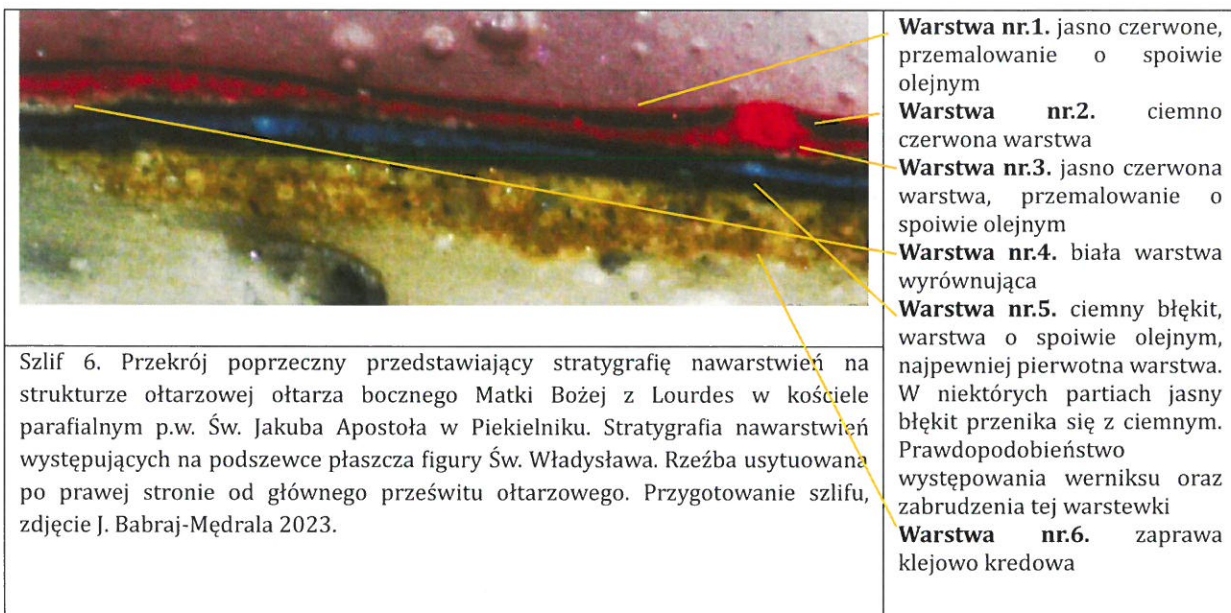 Warstwa nr.1. jasno czerwone,
przemalowanie o spoiwie
olejnym
Warstwa nr.2. ciemno
czerwona warstwa
Warstwa nr.3. jasno czerwona
warstwa, przemalowanie o
spoiwie olejnym
Warstwa nr.4. biała warstwa
wyrównująca
Warstwa nr.5. ciemny błękit,
warstwa o spoiwie olejnym,
najpewniej pierwotna warstwa.
W niektórych partiach jasny
błękit przenika się z ciemnym.
Prawdopodobieństwo
występowania werniksu oraz
zabrudzenia tej warstewki
Warstwa nr.6. zaprawa
klejowo kredowa
Szlif 6. Przekrój poprzeczny przedstawiający stratygrafię nawarstwień na
strukturze ołtarzowej ołtarza bocznego Matki Bożej z Lourdes w kościele
parafialnym p.w. Św. Jakuba Apostoła w Piekielniku. Stratygrafia nawarstwień
występujących na podszewce płaszcza figury Św. Władysława. Rzeźba usytuowana
po prawej stronie od głównego prześwitu ołtarzowego. Przygotowanie szlifu,
zdjęcie J. Babraj-Mędrala 2023.